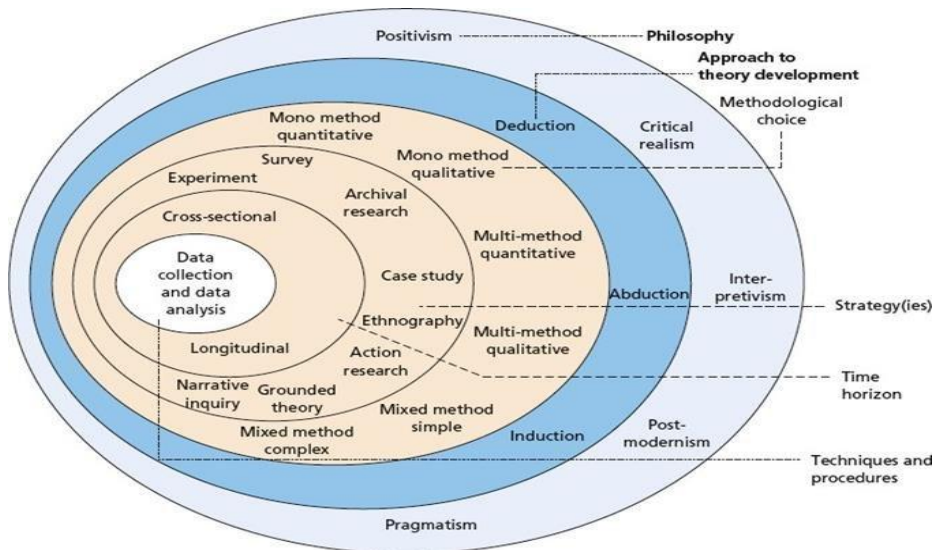 Positivism
Philosophy
Approach to
theory development
Methodological
choice
Mono method
quantitative
Deduction
Critical
realism
Survey
Mono method
qualitative
Experiment
Archival
research
Cross-sectional
Multi-method
quantitative
Data
collection
and data
analysis
Case study
Abduction
Inter-
pretivism
Strategy(ies)
Ethnography
Multi-method
qualitative
Longitudinal
Action
research
Time
horizon
Narrative
inquiry
Grounded
theory
Mixed method
simple
Mixed method
complex
Induction
Post-
modernism
Techniques and
procedures
Pragmatism